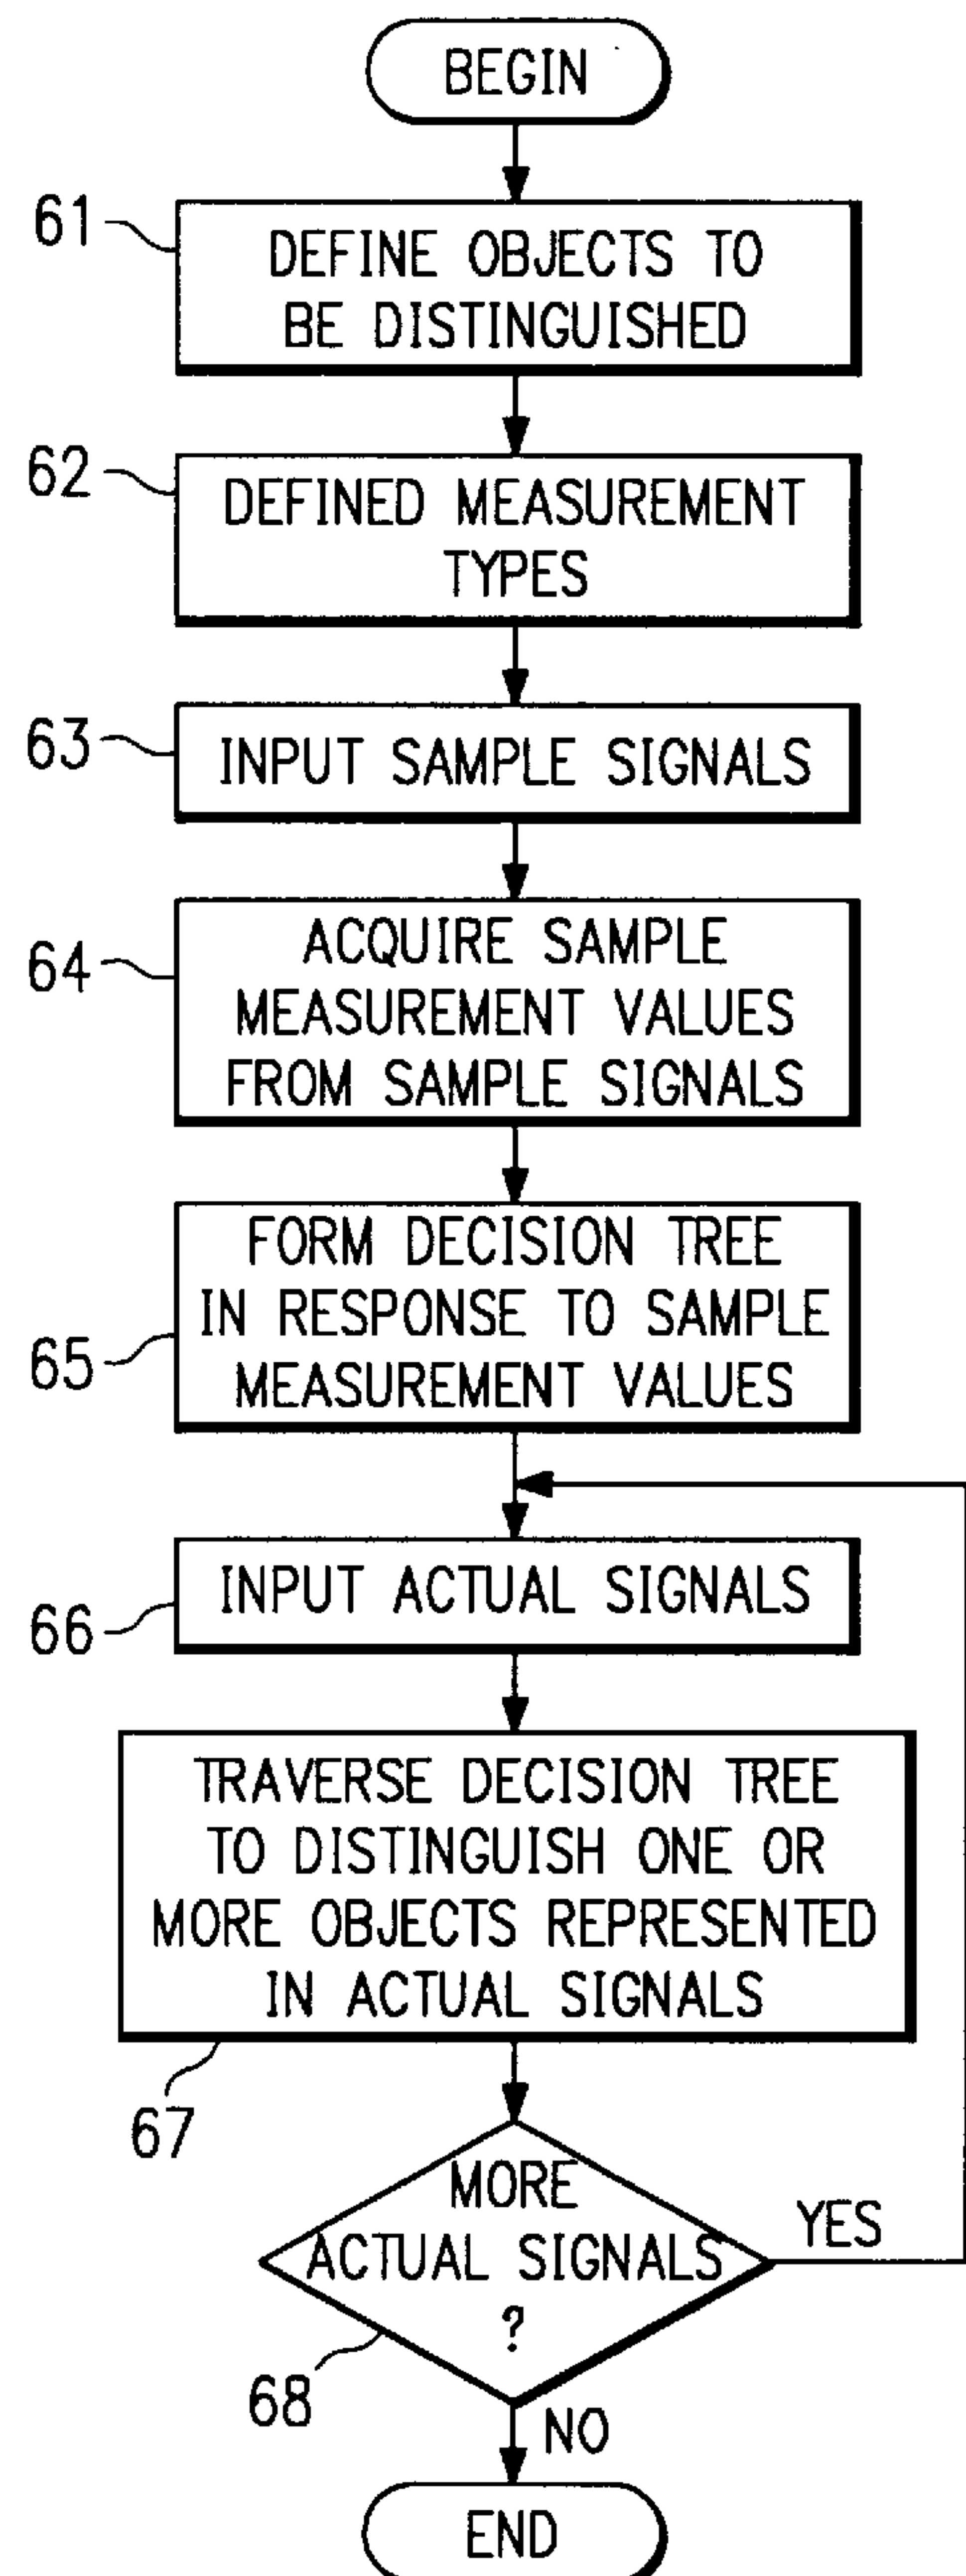 BEGIN
61
DEFINE OBJECTS TO
BE DISTINGUISHED
62
DEFINED MEASUREMENT
TYPES
63
INPUT SAMPLE SIGNALS
64
ACQUIRE SAMPLE
MEASUREMENT VALUES
FROM SAMPLE SIGNALS
65
FORM DECISION TREE
IN RESPONSE TO SAMPLE
MEASUREMENT VALUES
66
INPUT ACTUAL SIGNALS
TRAVERSE DECISION TREE
TO DISTINGUISH ONE OR
MORE OBJECTS REPRESENTED
IN ACTUAL SIGNALS
67
MORE
ACTUAL SIGNALS
?
YES
68
NO
END